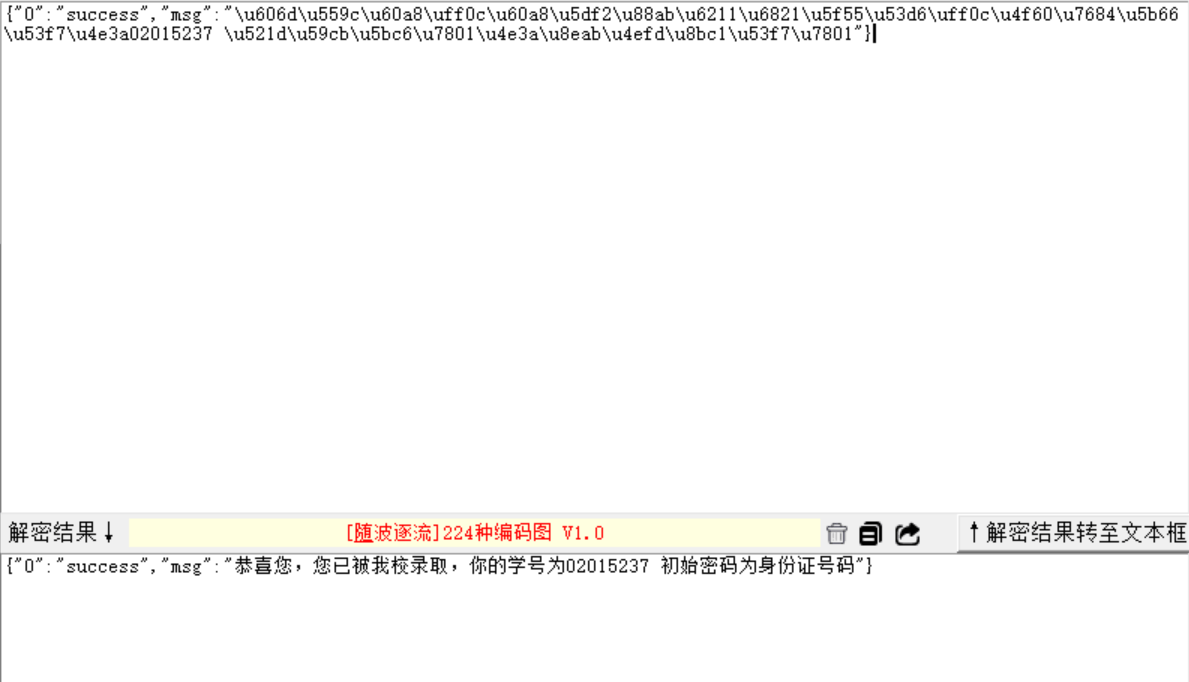 {"0":"success","msg":"\u606d\u559c\u60a8\uff0c\u60a8\u5df2\u88ab\u6211\u6821\u5f55\u53d6\uff0c\u4f60\u7684\u5b66
\u53f7\u4e3a02015237 \u521d\u59cb\u5bc6\u7801\u4e3a\u8eab\u4efd\u8bc1\u53f7\u7801"}
解密结果↓ [随波逐流]224种编码图 V1.0 ↑解密结果转至文本框
{"0":"success","msg":"恭喜您，您已被我校录取，你的学号为02015237 初始密码为身份证号码"}